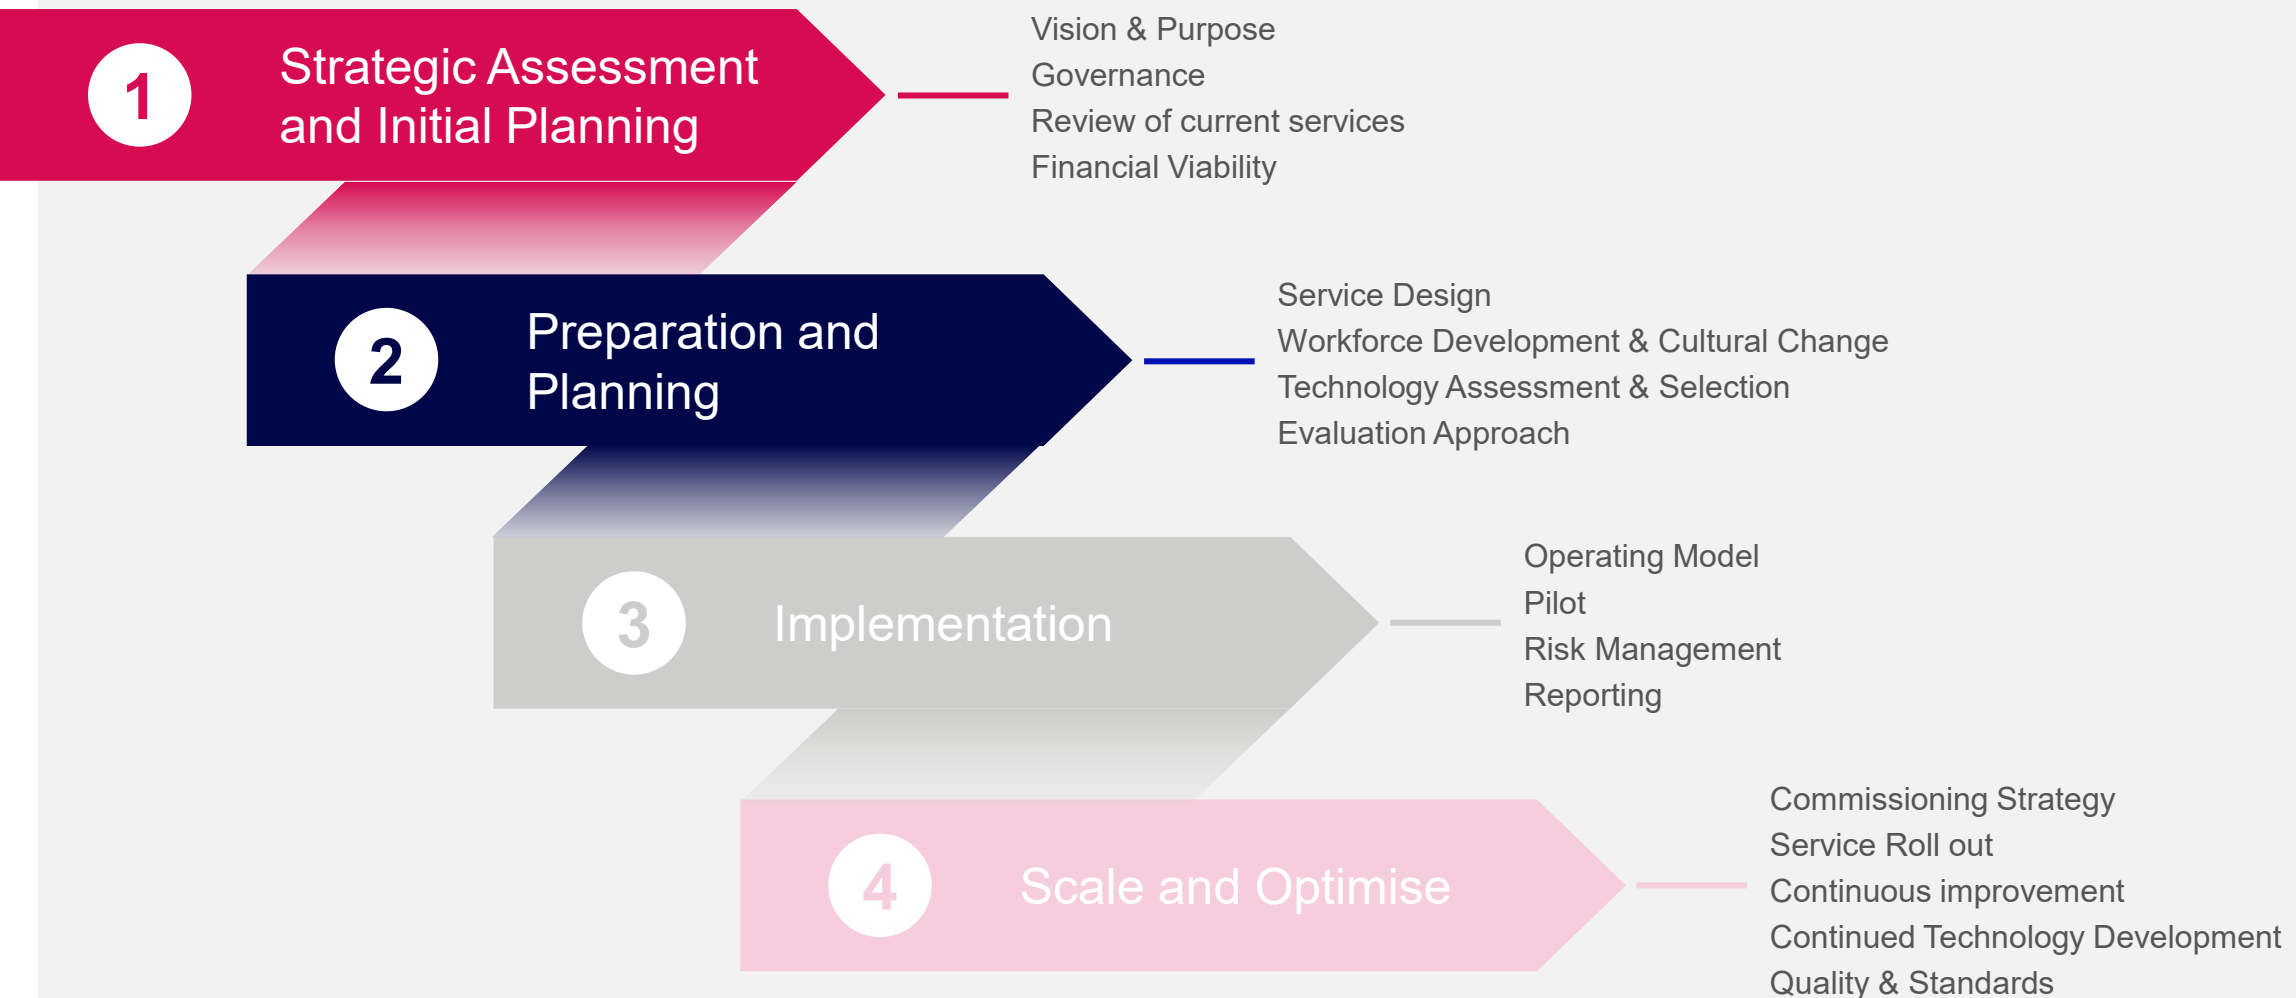 1
Strategic Assessment
and Initial Planning
Vision & Purpose
Governance
Review of current services
Financial Viability
2
Preparation and
Planning
Service Design
Workforce Development & Cultural Change
Technology Assessment & Selection
Evaluation Approach
3
Implementation
Operating Model
Pilot
Risk Management
Reporting
4
Scale and Optimise
Commissioning Strategy
Service Roll out
Continuous improvement
Continued Technology Development
Quality & Standards